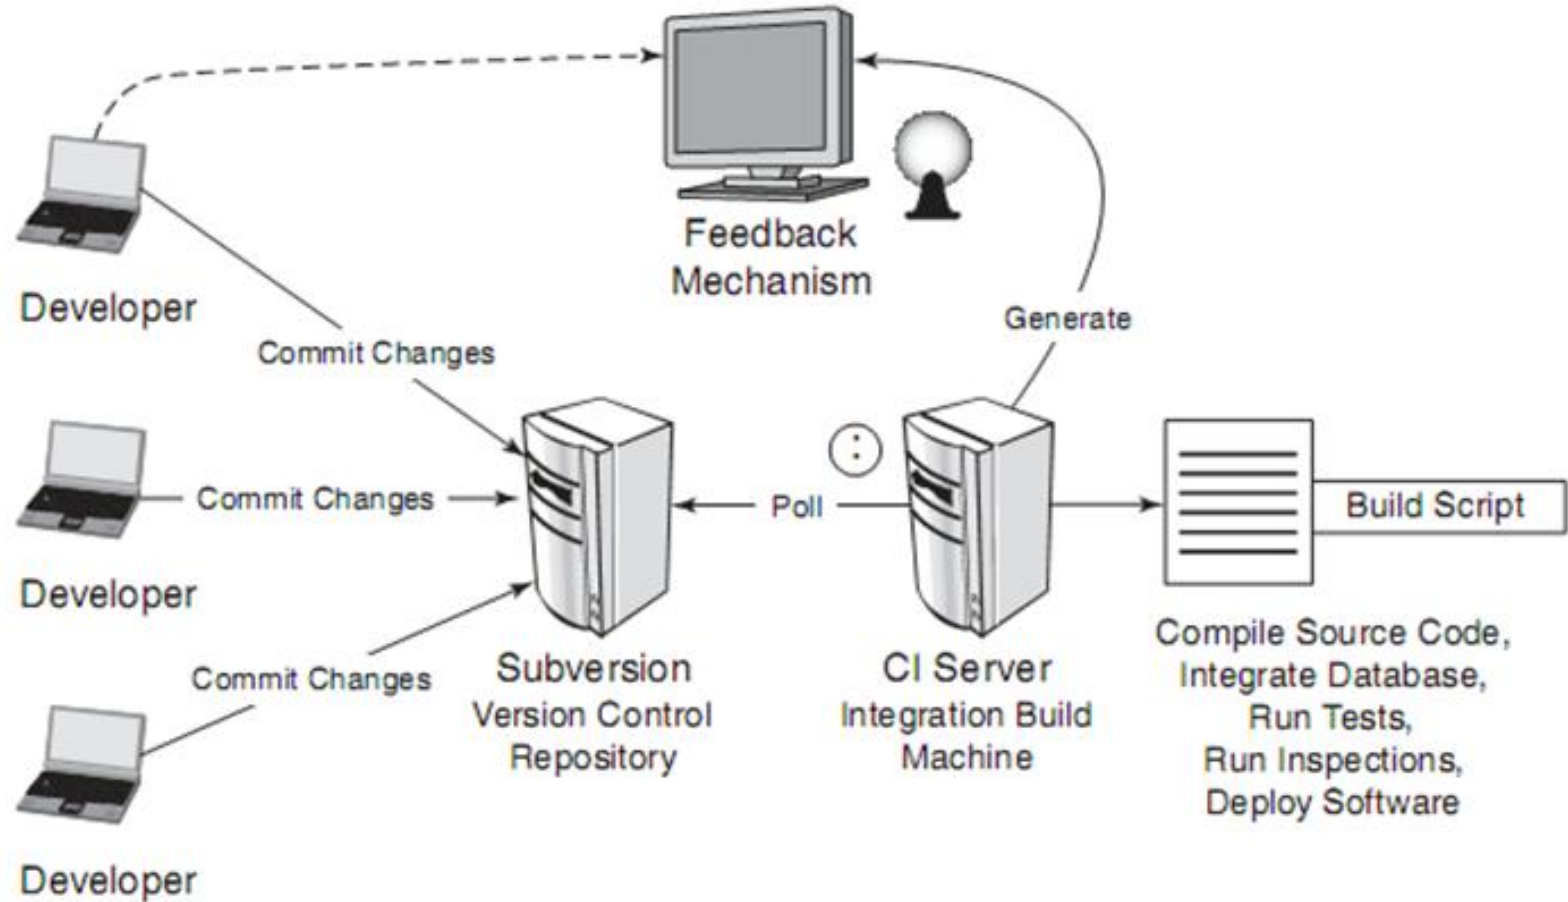 Feedback
Mechanism
Developer
Generate
Commit Changes
Commit Changes
Poll
Build Script
Developer
Commit Changes
Subversion
Version Control
Repository
CI Server
Integration Build
Machine
Compile Source Code,
Integrate Database,
Run Tests,
Run Inspections,
Deploy Software
Developer